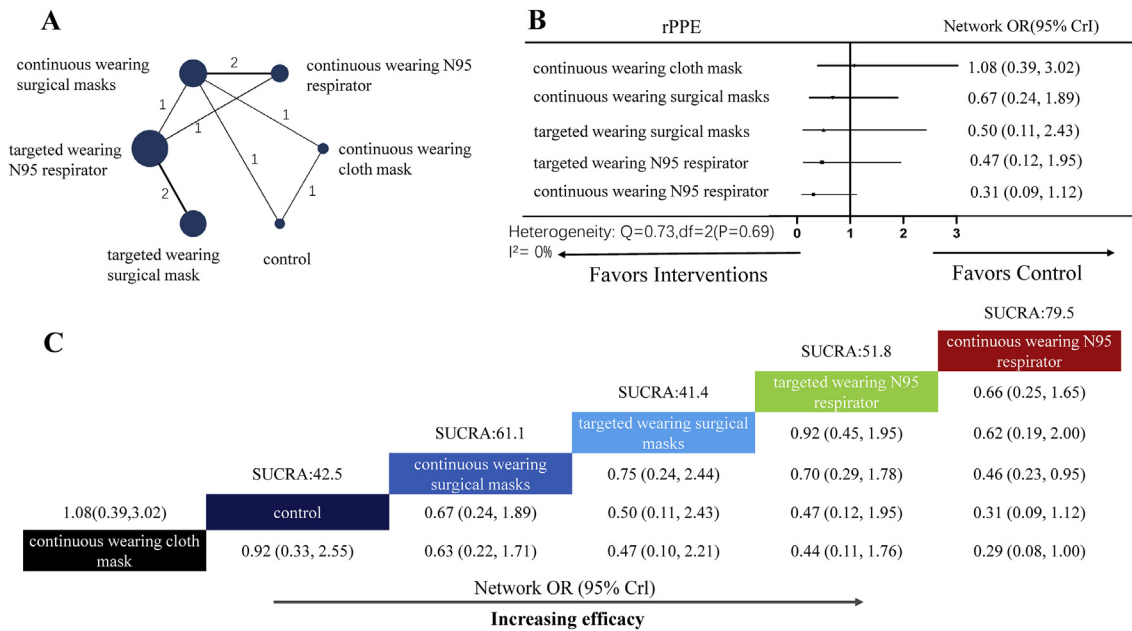 A
continuous wearing
surgical masks
2
continuous wearing N95
respirator
1
1
1
targeted wearing
N95 respirator
continuous wearing
cloth mask
1
1
2
targeted wearing
surgical mask
control
B
rPPE
Network OR(95% CrI)
continuous wearing cloth mask
1.08 (0.39, 3.02)
continuous wearing surgical masks
0.67 (0.24, 1.89)
targeted wearing surgical masks
0.50 (0.11, 2.43)
targeted wearing N95 respirator
0.47 (0.12, 1.95)
continuous wearing N95 respirator
0.31 (0.09, 1.12)
Heterogeneity: Q=0.73,df=2(P=0.69)
I²= 0%
0 1 2 3
Favors Interventions
Favors Control
C
SUCRA:79.5
continuous wearing N95
respirator
SUCRA:51.8
targeted wearing N95
respirator
0.66 (0.25, 1.65)
SUCRA:41.4
targeted wearing surgical
masks
0.92 (0.45, 1.95)
0.62 (0.19, 2.00)
SUCRA:61.1
continuous wearing
surgical masks
0.75 (0.24, 2.44)
0.70 (0.29, 1.78)
0.46 (0.23, 0.95)
SUCRA:42.5
1.08(0.39,3.02)
control
0.67 (0.24, 1.89)
0.50 (0.11, 2.43)
0.47 (0.12, 1.95)
0.31 (0.09, 1.12)
continuous wearing cloth
mask
0.92 (0.33, 2.55)
0.63 (0.22, 1.71)
0.47 (0.10, 2.21)
0.44 (0.11, 1.76)
0.29 (0.08, 1.00)
Network OR (95% CrI)
Increasing efficacy